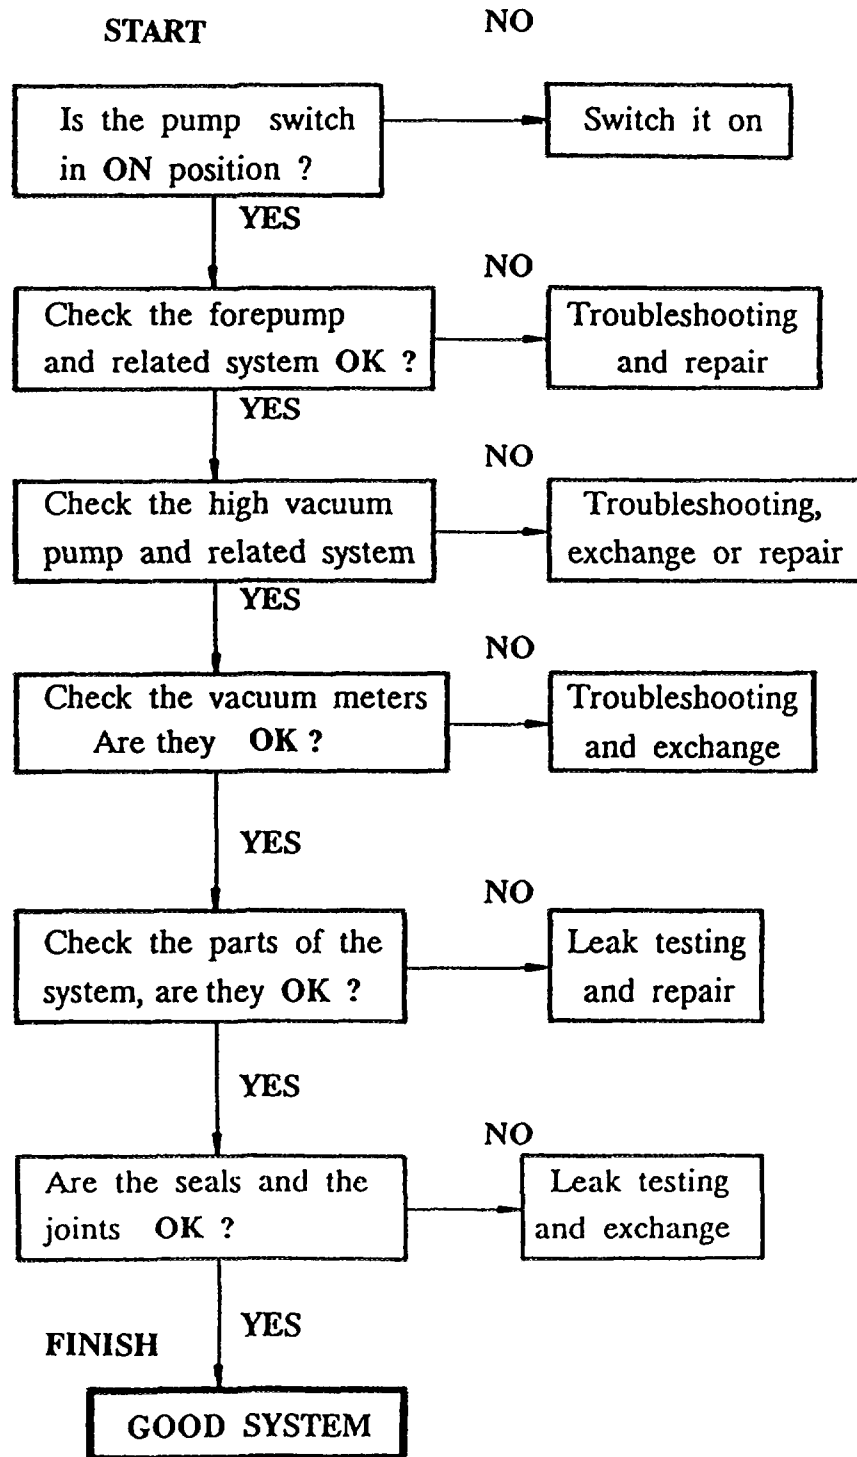 START
NO
Is the pump switch
in ON position ?
Switch it on
YES
NO
Check the forepump
and related system OK ?
Troubleshooting
and repair
YES
NO
Check the high vacuum
pump and related system
Troubleshooting,
exchange or repair
YES
NO
Check the vacuum meters
Are they OK ?
Troubleshooting
and exchange
YES
NO
Check the parts of the
system, are they OK ?
Leak testing
and repair
YES
NO
Are the seals and the
joints OK ?
Leak testing
and exchange
YES
FINISH
GOOD SYSTEM